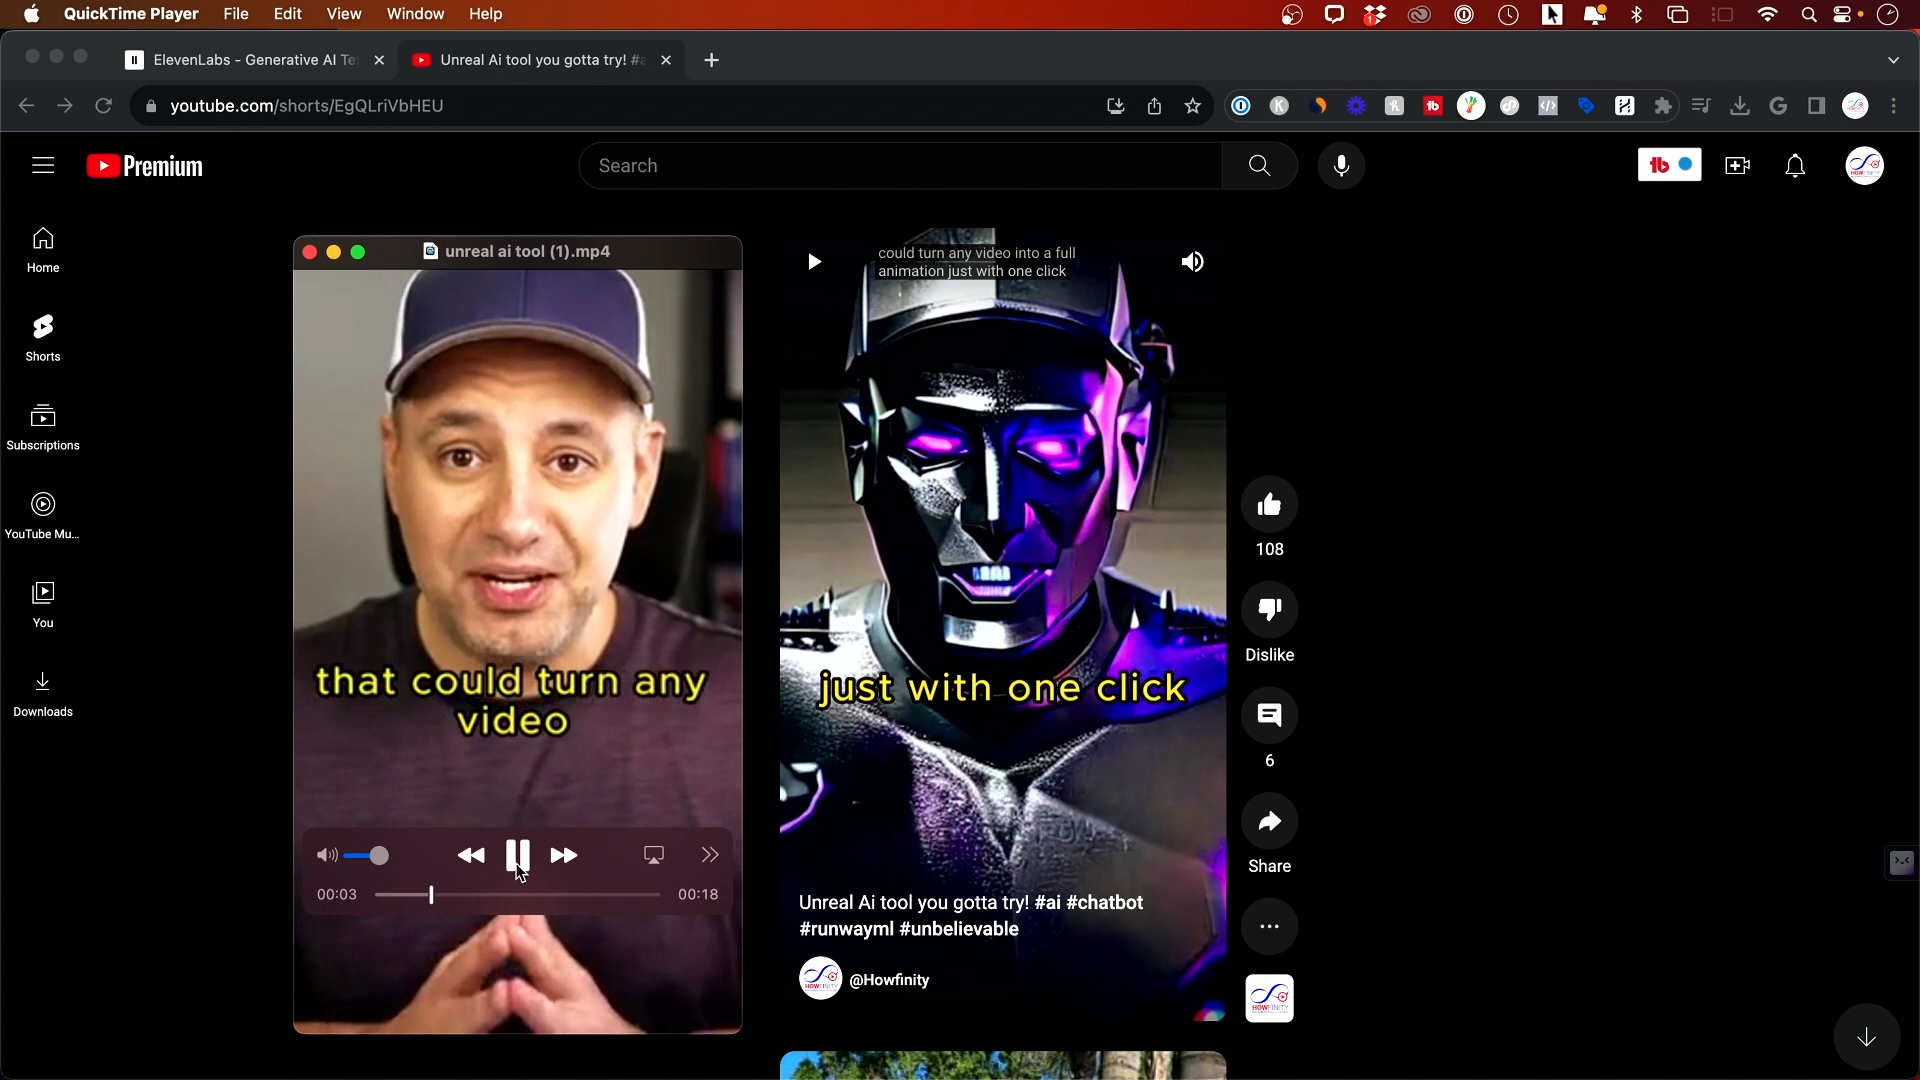 QuickTime Player File Edit View Window Help
ElevenLabs - Generative AI Te
Unreal Ai tool you gotta try! #a
youtube.com/shorts/EgQLriVbHEU
Premium
Search
Home
Shorts
Subscriptions
YouTube Mu...
You
Downloads
unreal ai tool (1).mp4
that could turn any
video
00:03
00:18
could turn any video into a full
animation just with one click
just with one click
Unreal Ai tool you gotta try! #ai #chatbot
#runwayml #unbelievable
HOWFINITY
@Howfinity
108
Dislike
6
Share
HOWFINITY